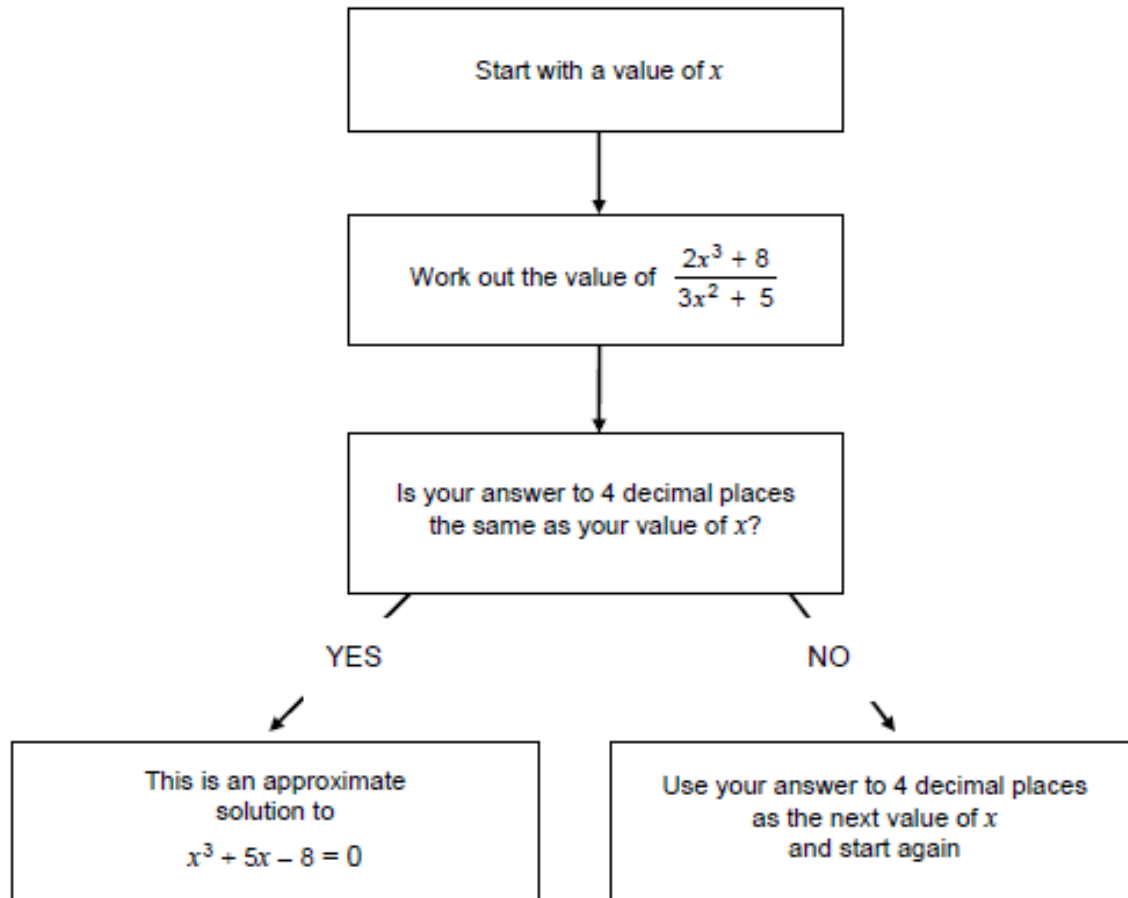 Start with a value of x
Work out the value of (2x³ + 8)/(3x² + 5)
Is your answer to 4 decimal places
the same as your value of x?
YES
NO
This is an approximate
solution to
x³ + 5x – 8 = 0
Use your answer to 4 decimal places
as the next value of x
and start again